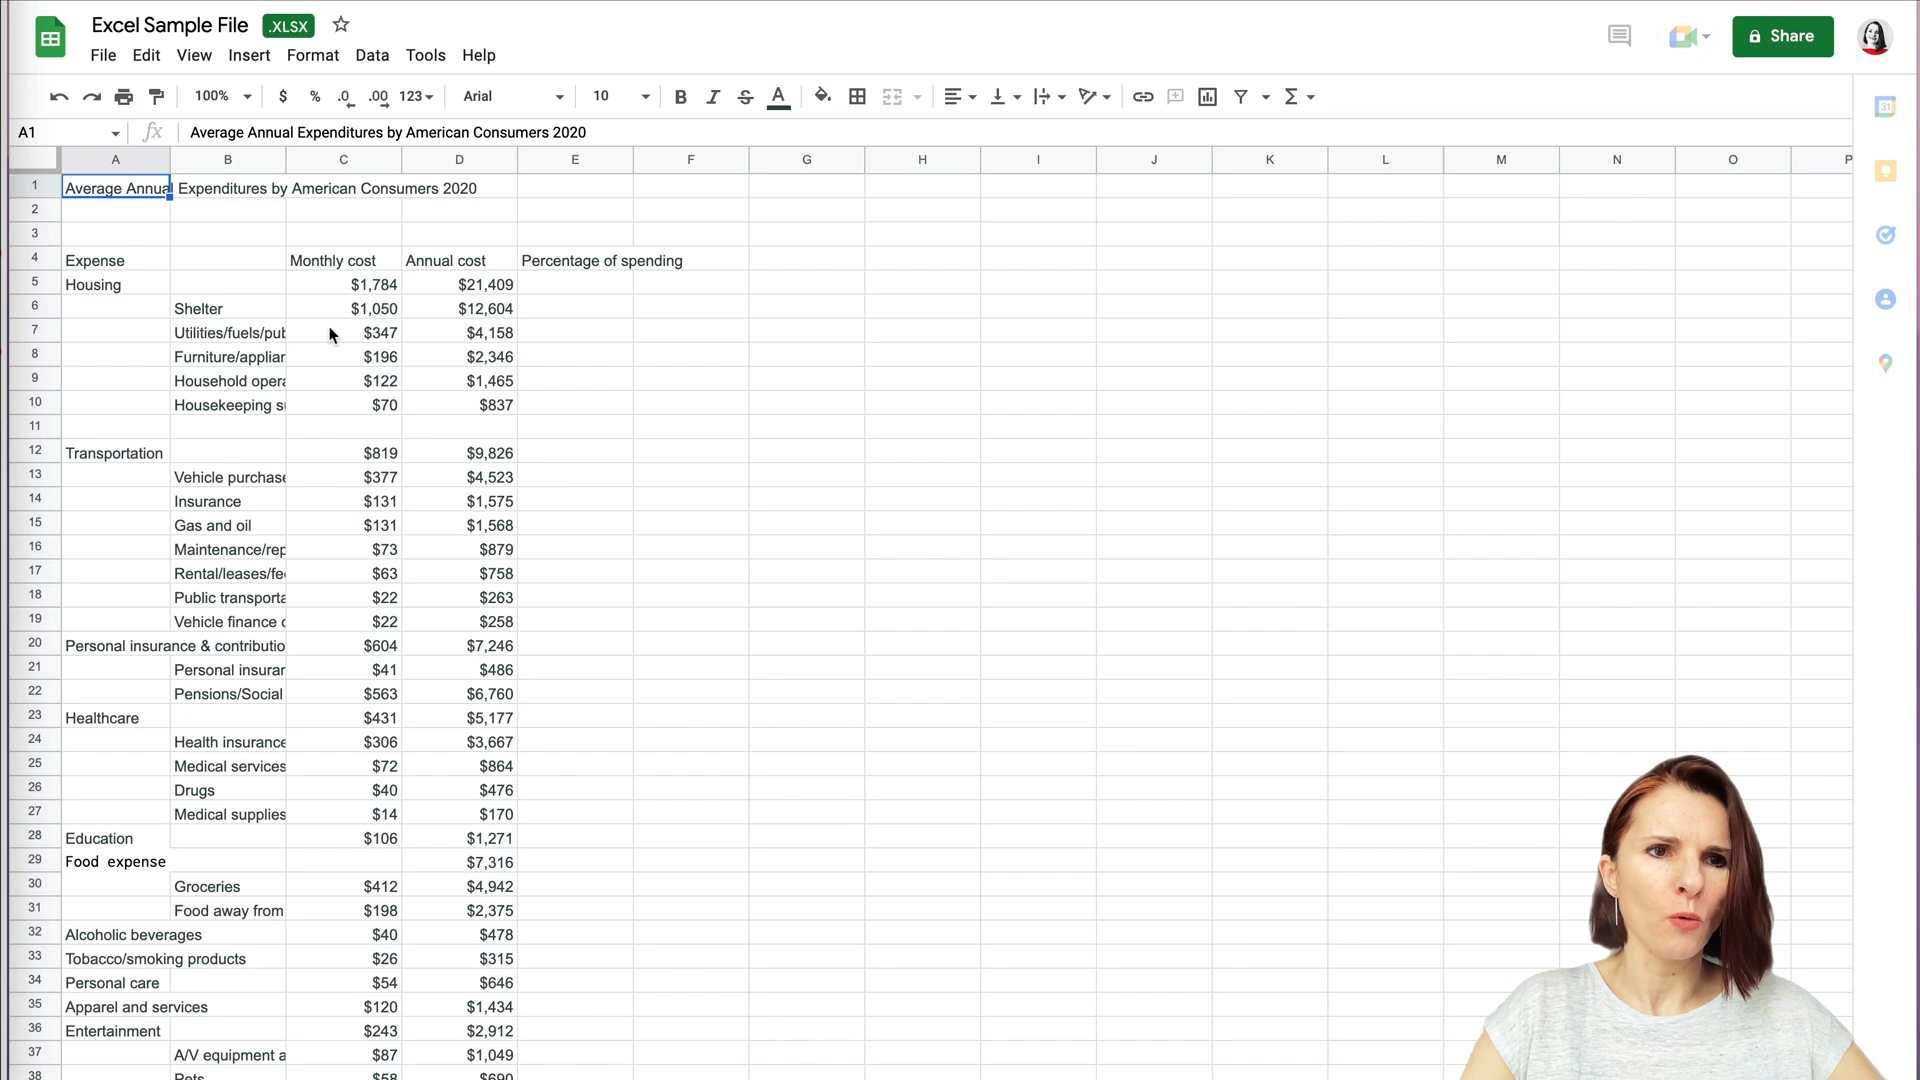 Excel Sample File .XLSX
File Edit View Insert Format Data Tools Help
Share
100% $ % .0 .00 123 Arial 10 B I S A
31
A1 fx Average Annual Expenditures by American Consumers 2020
A B C D E F G H I J K L M N O P
1 Average Annual Expenditures by American Consumers 2020
2
3
4 Expense Monthly cost Annual cost Percentage of spending
5 Housing $1,784 $21,409
6 Shelter $1,050 $12,604
7 Utilities/fuels/pub $347 $4,158
8 Furniture/applian $196 $2,346
9 Household opera $122 $1,465
10 Housekeeping su $70 $837
11
12 Transportation $819 $9,826
13 Vehicle purchase $377 $4,523
14 Insurance $131 $1,575
15 Gas and oil $131 $1,568
16 Maintenance/rep $73 $879
17 Rental/leases/fee $63 $758
18 Public transporta $22 $263
19 Vehicle finance c $22 $258
20 Personal insurance & contributio $604 $7,246
21 Personal insuran $41 $486
22 Pensions/Social $563 $6,760
23 Healthcare $431 $5,177
24 Health insurance $306 $3,667
25 Medical services $72 $864
26 Drugs $40 $476
27 Medical supplies $14 $170
28 Education $106 $1,271
29 Food expense $7,316
30 Groceries $412 $4,942
31 Food away from $198 $2,375
32 Alcoholic beverages $40 $478
33 Tobacco/smoking products $26 $315
34 Personal care $54 $646
35 Apparel and services $120 $1,434
36 Entertainment $243 $2,912
37 A/V equipment a $87 $1,049
38 Pets $58 $690